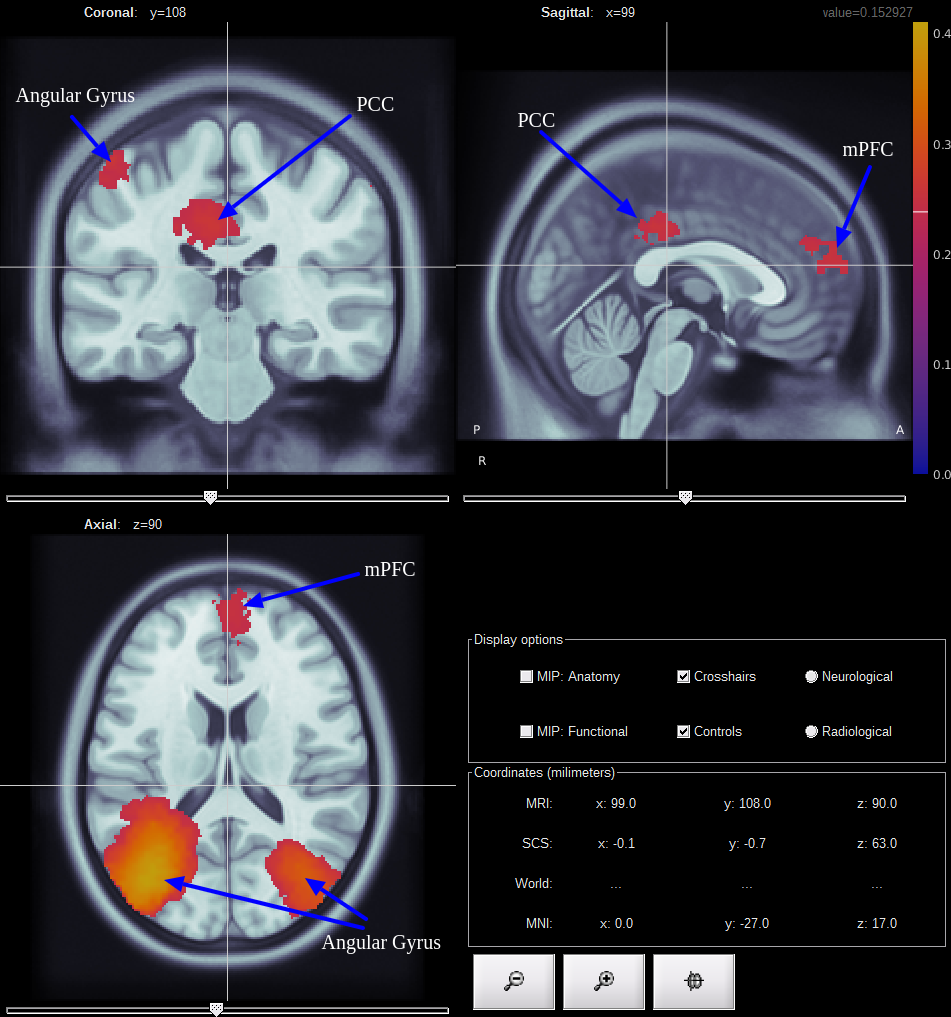 Coronal: y=108
Sagittal: x=99
value=0.152927
0.4
Angular Gyrus
PCC
PCC
mPFC
0.3
0.2
0.1
P
A
R
0.0
Axial: z=90
mPFC
Angular Gyrus
Display options
MIP: Anatomy
Crosshairs
Neurological
MIP: Functional
Controls
Radiological
Coordinates (milimeters)
MRI: x: 99.0 y: 108.0 z: 90.0
SCS: x: -0.1 y: -0.7 z: 63.0
World: ... ... ...
MNI: x: 0.0 y: -27.0 z: 17.0